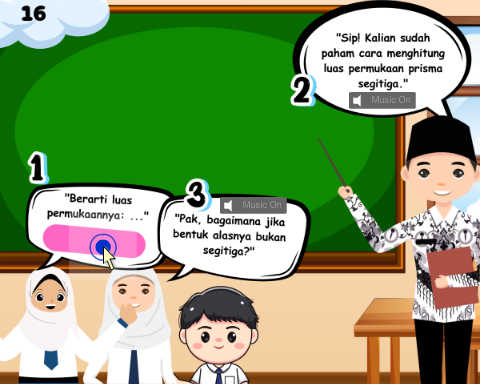 16
1
"Berarti luas
permukaannya: ..."
2
"Sip! Kalian sudah
paham cara menghitung
luas permukaan prisma
segitiga."
Music On
3
Music On
"Pak, bagaimana jika
bentuk alasnya bukan
segitiga?"